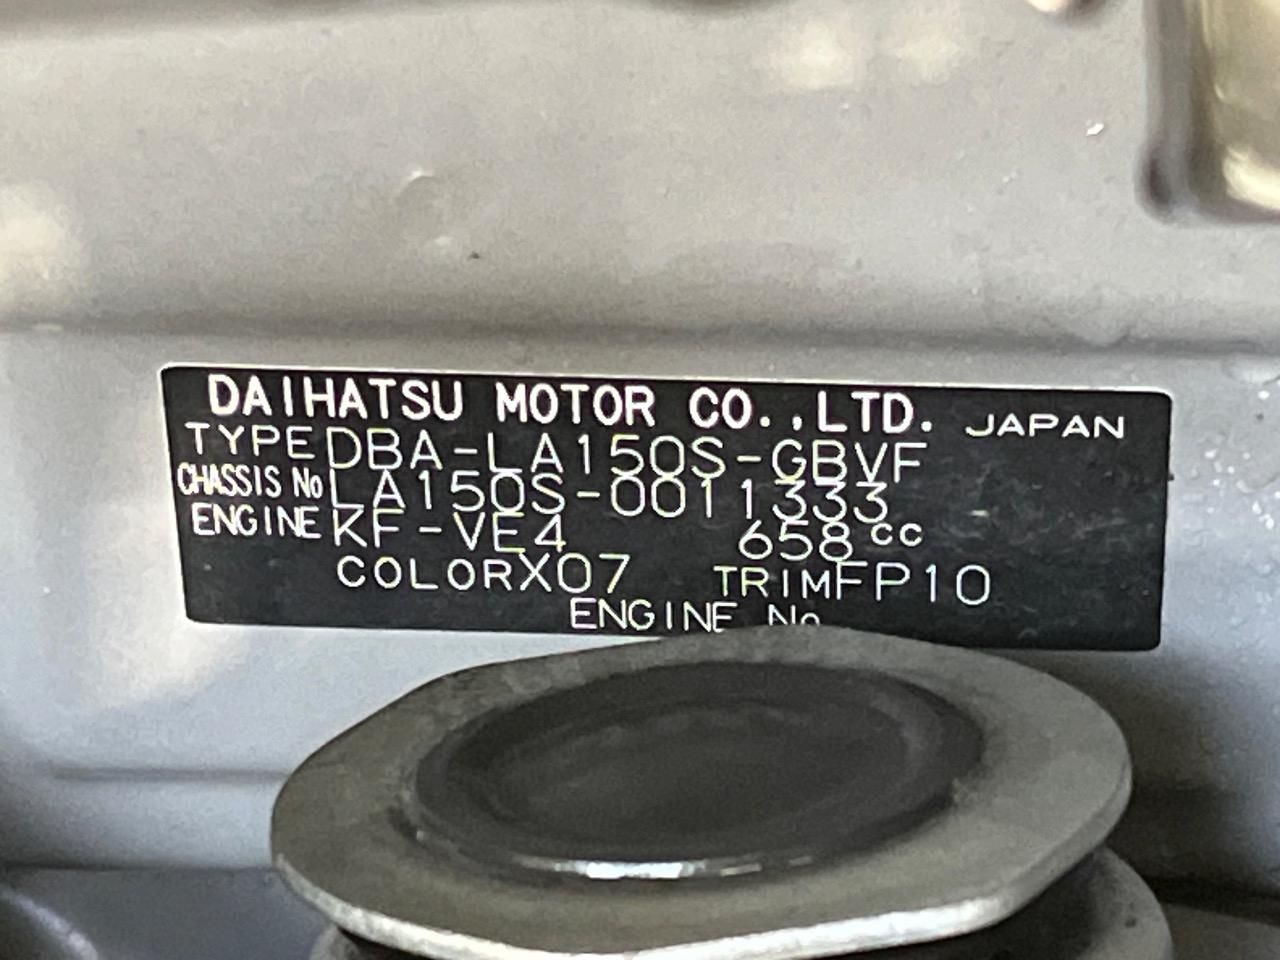 DAIHATSU MOTOR CO.,LTD. JAPAN
TYPE DBA-LA150S-GBVF
CHASSIS No LA150S-0011333
ENGINE KF-VE4 658cc
COLOR X07 TRIM FP10
ENGINE No